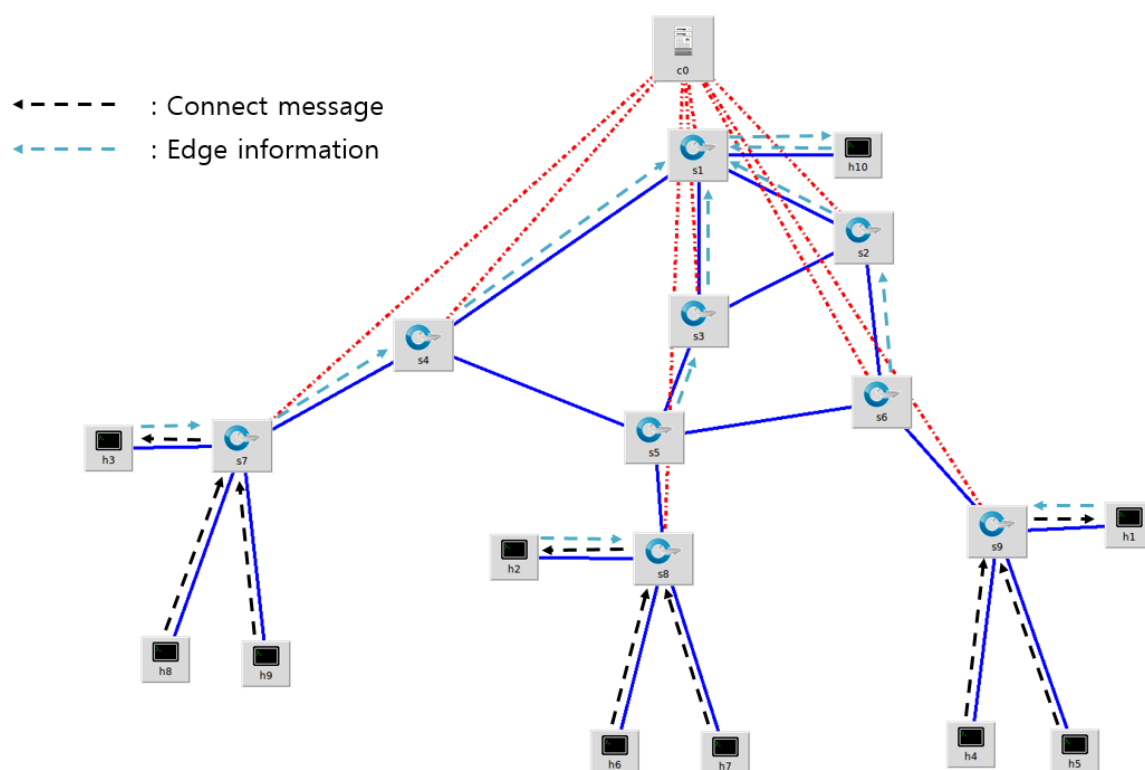 c0
: Connect message
: Edge information
s1
h10
s2
s3
s4
s6
s5
s7
h3
s9
h1
h2
s8
h8
h9
h4
h5
h6
h7